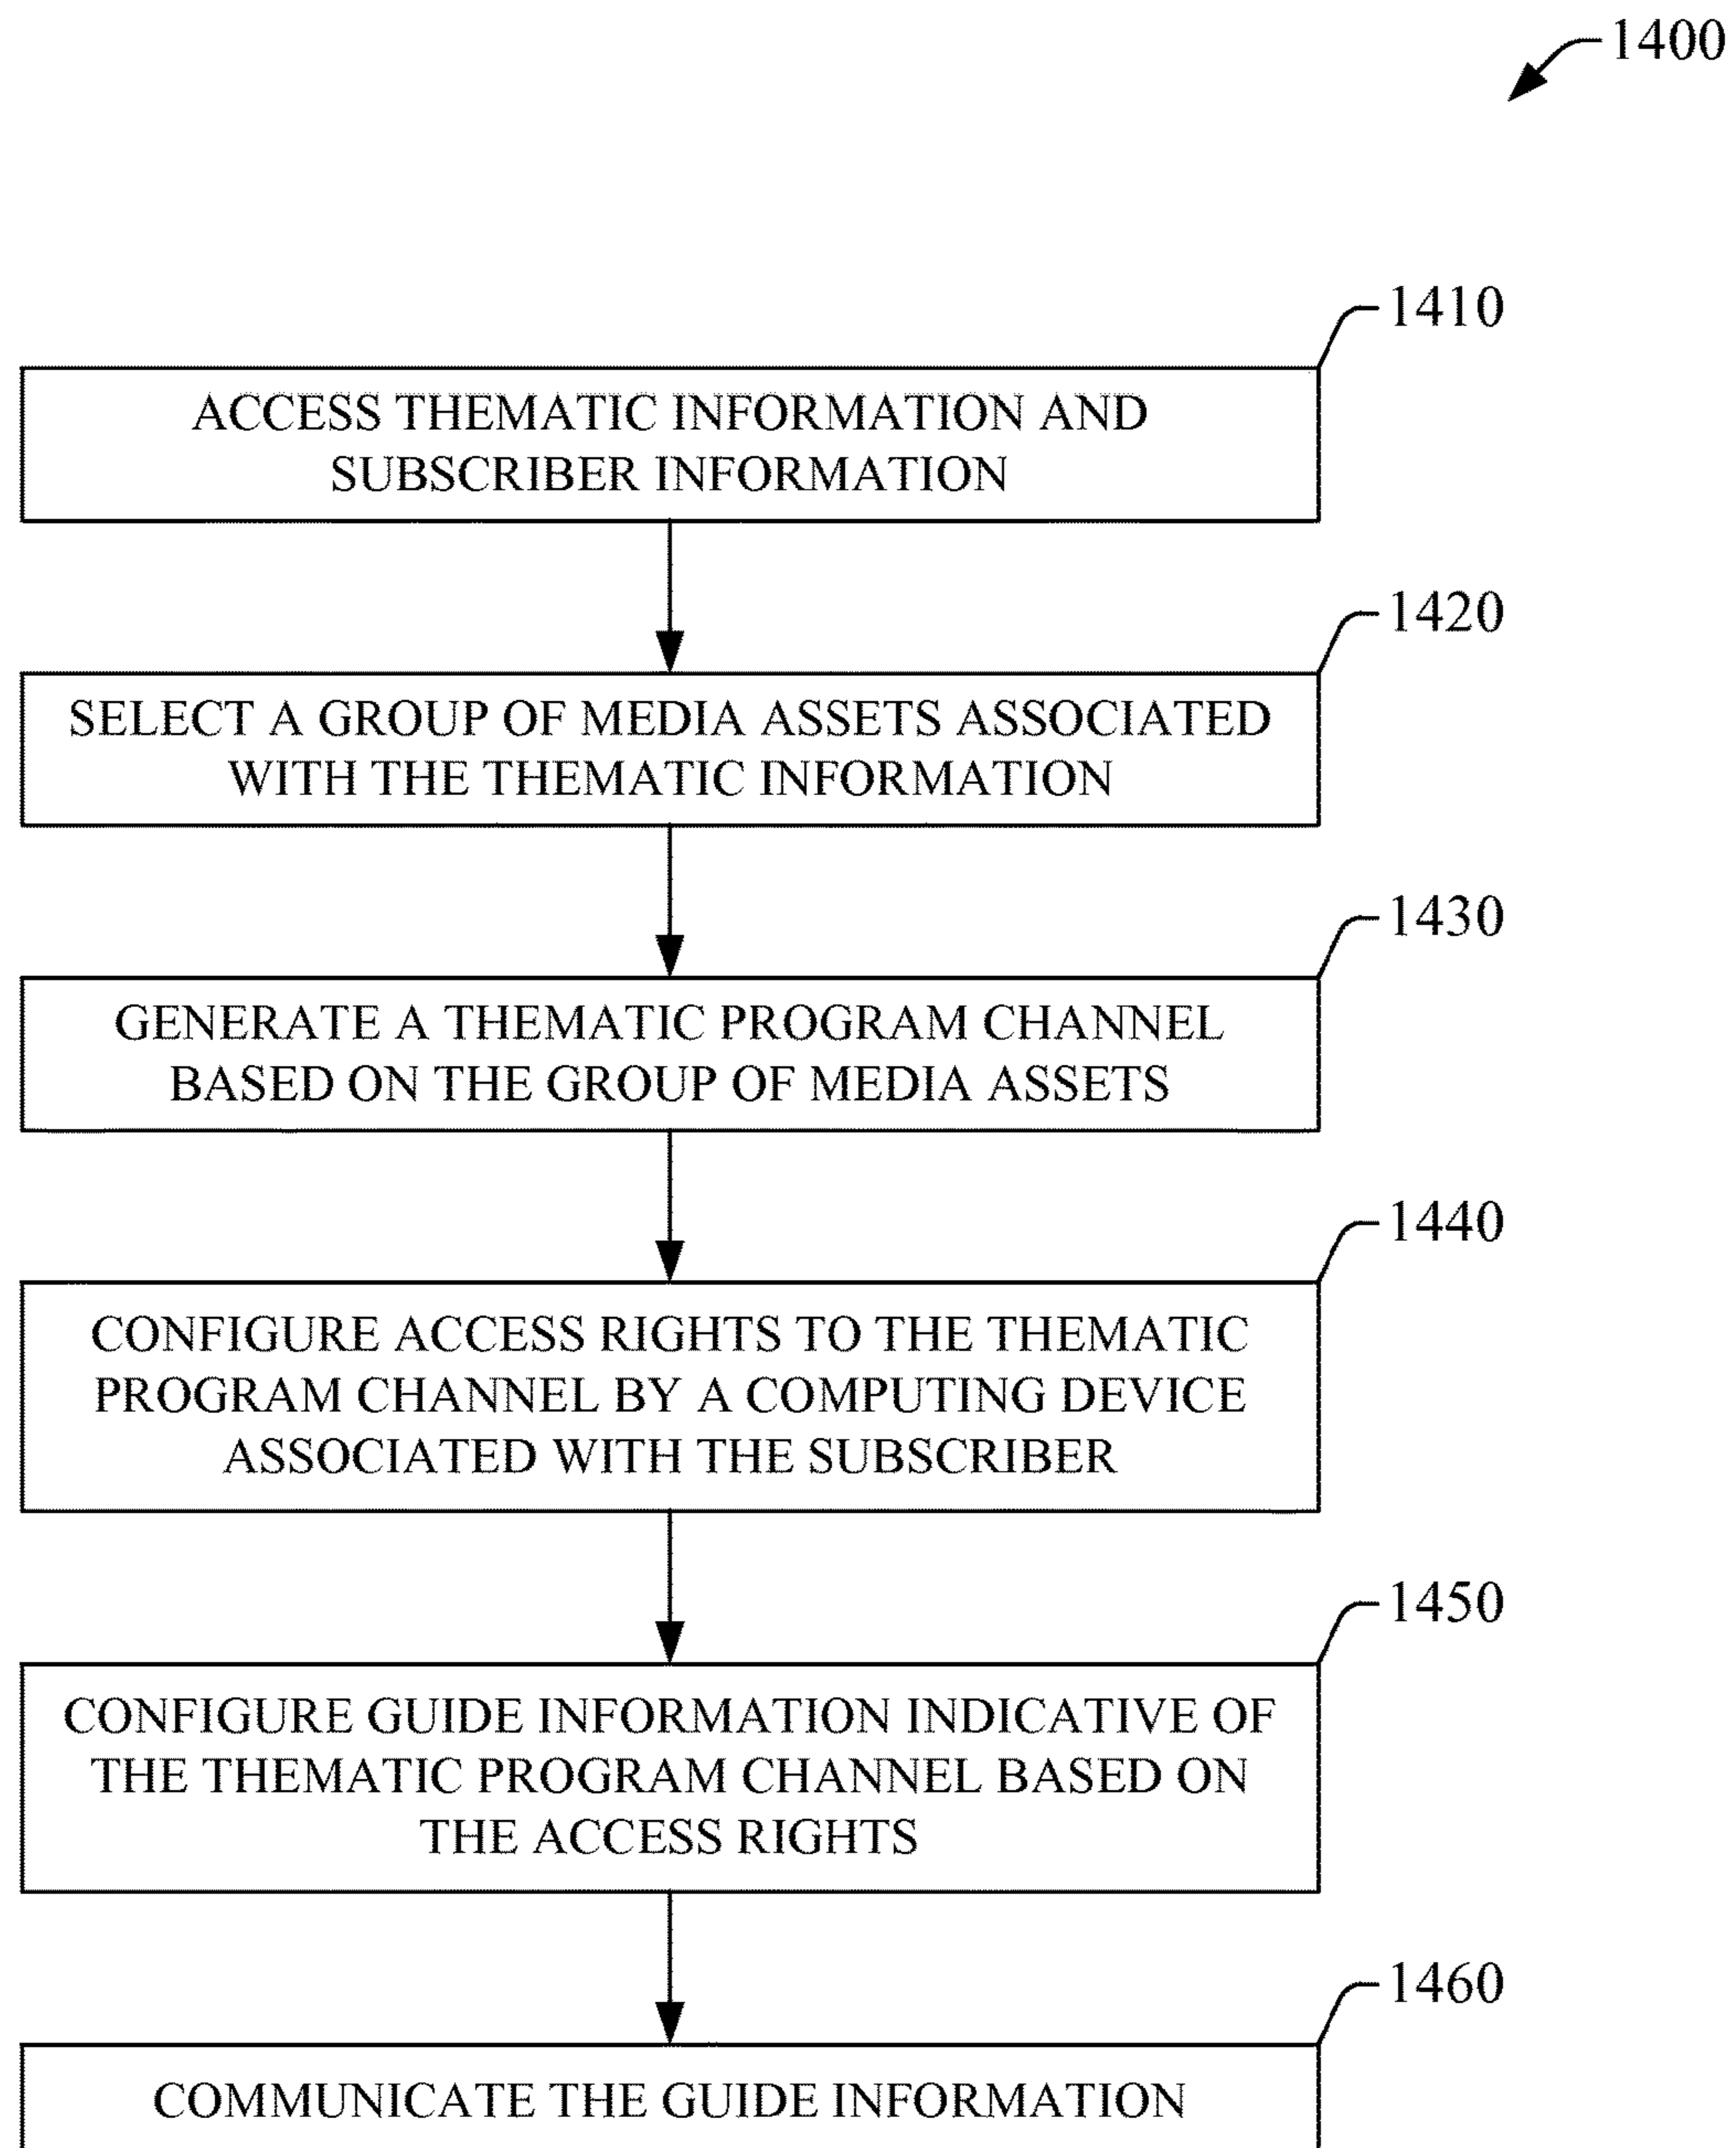 1400
1410
ACCESS THEMATIC INFORMATION AND
SUBSCRIBER INFORMATION
1420
SELECT A GROUP OF MEDIA ASSETS ASSOCIATED
WITH THE THEMATIC INFORMATION
1430
GENERATE A THEMATIC PROGRAM CHANNEL
BASED ON THE GROUP OF MEDIA ASSETS
1440
CONFIGURE ACCESS RIGHTS TO THE THEMATIC
PROGRAM CHANNEL BY A COMPUTING DEVICE
ASSOCIATED WITH THE SUBSCRIBER
1450
CONFIGURE GUIDE INFORMATION INDICATIVE OF
THE THEMATIC PROGRAM CHANNEL BASED ON
THE ACCESS RIGHTS
1460
COMMUNICATE THE GUIDE INFORMATION